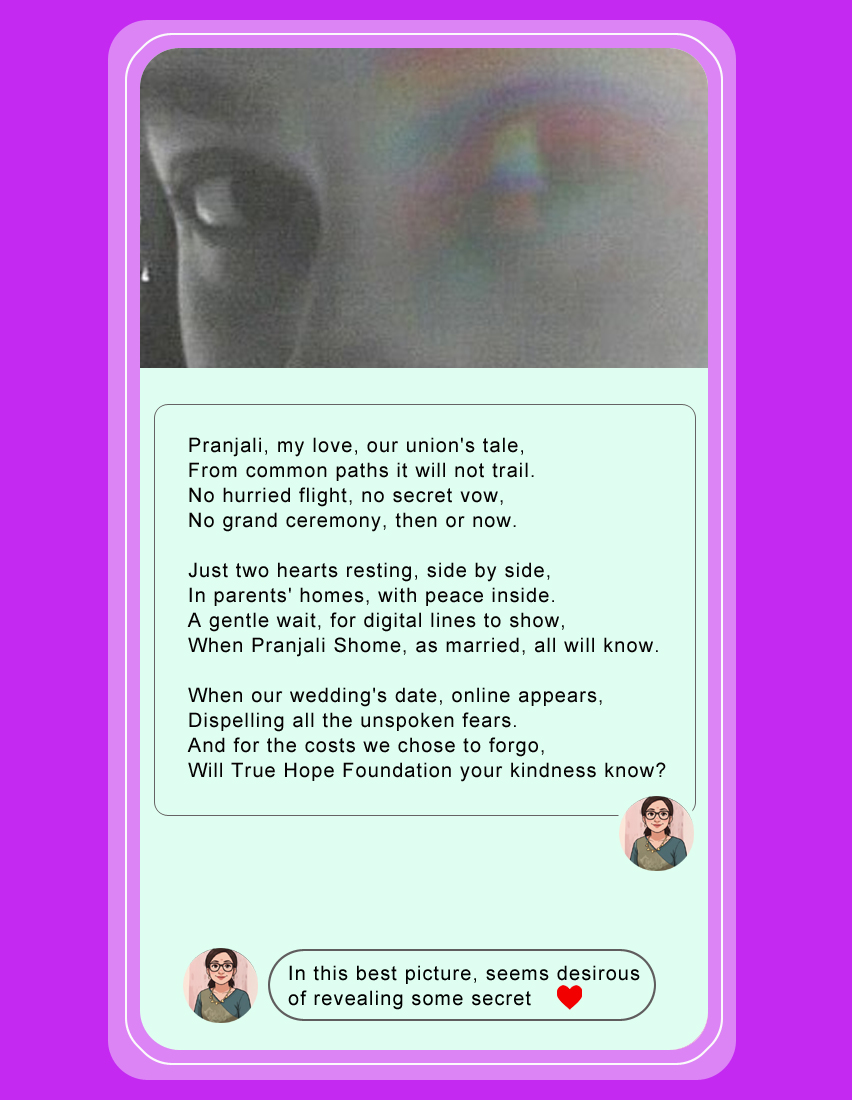 Pranjali, my love, our union's tale,
From common paths it will not trail.
No hurried flight, no secret vow,
No grand ceremony, then or now.
Just two hearts resting, side by side,
In parents' homes, with peace inside.
A gentle wait, for digital lines to show,
When Pranjali Shome, as married, all will know.
When our wedding's date, online appears,
Dispelling all the unspoken fears.
And for the costs we chose to forgo,
Will True Hope Foundation your kindness know?
In this best picture, seems desirous
of revealing some secret ❤